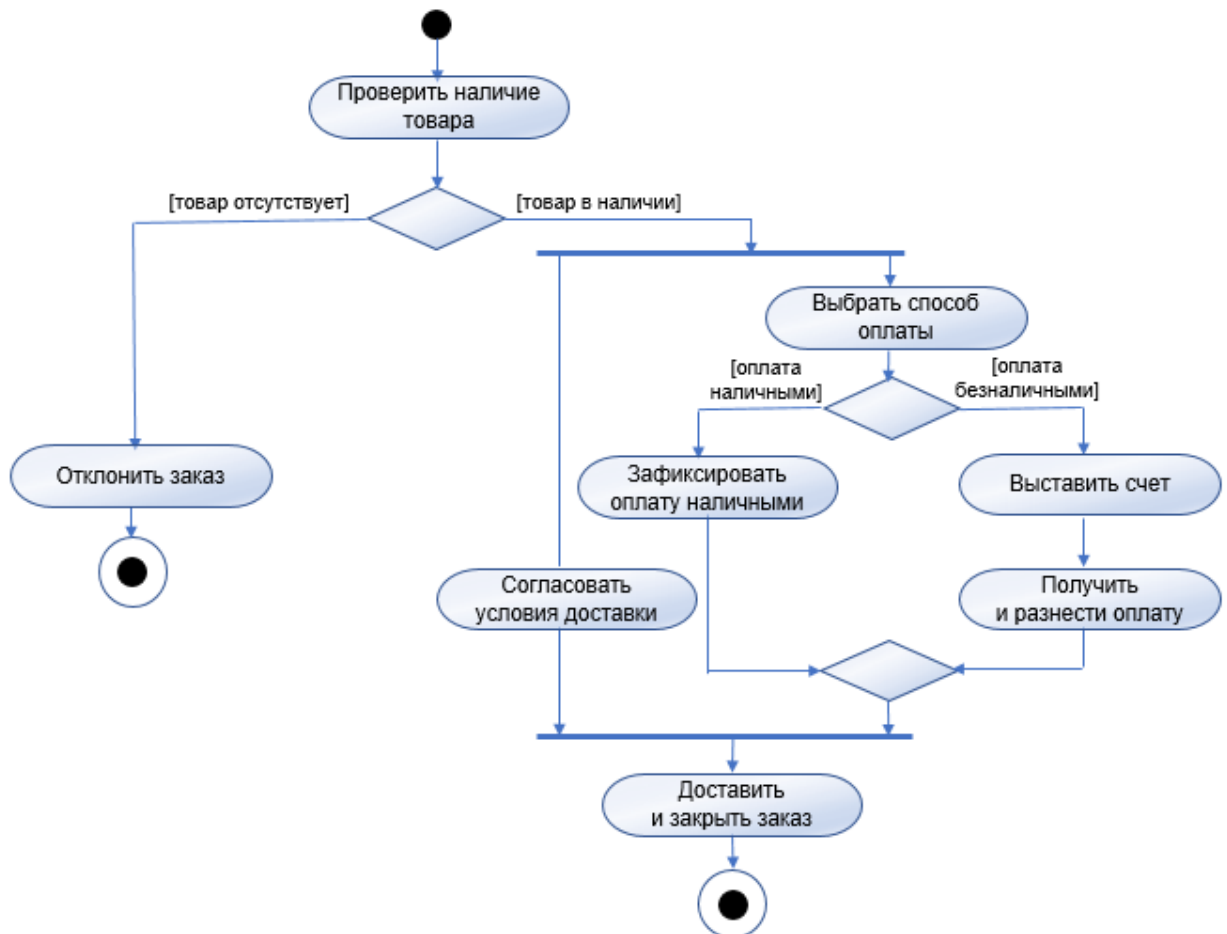 Проверить наличие
товара
[товар отсутствует]
[товар в наличии]
Выбрать способ
оплаты
[оплата
наличными]
[оплата
безналичными]
Отклонить заказ
Зафиксировать
оплату наличными
Выставить счет
Согласовать
условия доставки
Получить
и разнести оплату
Доставить
и закрыть заказ